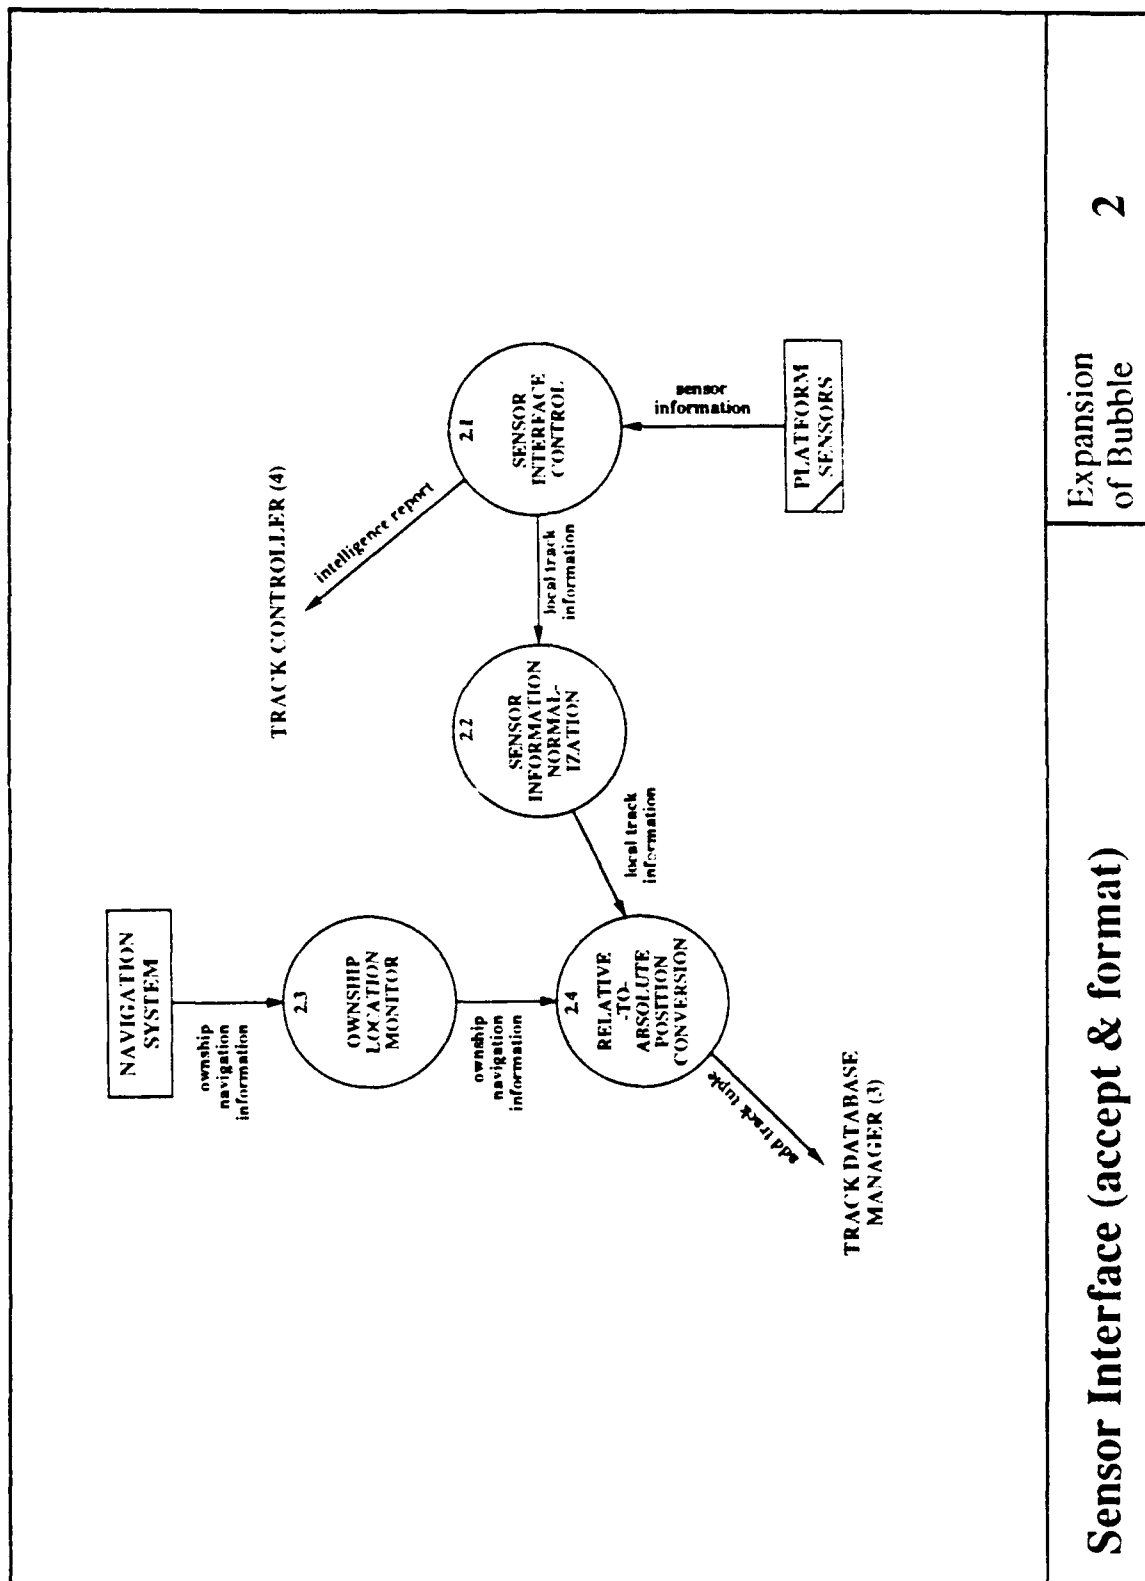 NAVIGATION
SYSTEM
ownship
navigation
information
2.3
OWNSHIP
LOCATION
MONITOR
ownship
navigation
information
2.4
RELATIVE
-TO-
ABSOLUTE
POSITION
CONVERSION
add track tuple
TRACK DATABASE
MANAGER (3)
TRACK CONTROLLER (4)
intelligence report
2.1
SENSOR
INTERFACE
CONTROL
local track
information
2.2
SENSOR
INFORMATION
NORMAL-
IZATION
local track
information
sensor
information
PLATFORM
SENSORS
Sensor Interface (accept & format)
Expansion
of Bubble
2